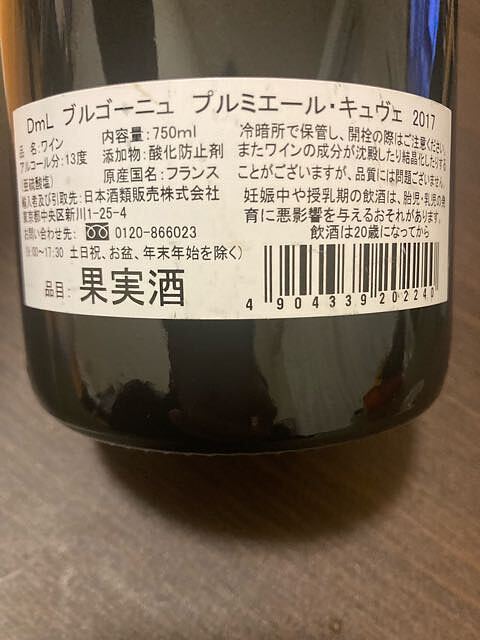 DmL ブルゴーニュ プルミエール・キュヴェ 2017
品 名:ワイン 内容量:750ml
アルコール分:13度 添加物:酸化防止剤
(亜硫酸塩) 原産国名:フランス
輸入者及び引取先:日本酒類販売株式会社
東京都中央区新川1-25-4
お問い合わせ先: 0120-866023
:00〜17:30 土日祝、お盆、年末年始を除く)
品目: 果実酒
冷暗所で保管し、開栓の際はご注意ください。
またワインの成分が沈殿したり結晶化したりする
ことがございますが、品質には問題ございません。
妊娠中や授乳期の飲酒は、胎児・乳児の発
育に悪影響を与えるおそれがあります。
飲酒は20歳になってから
4 904339 202240